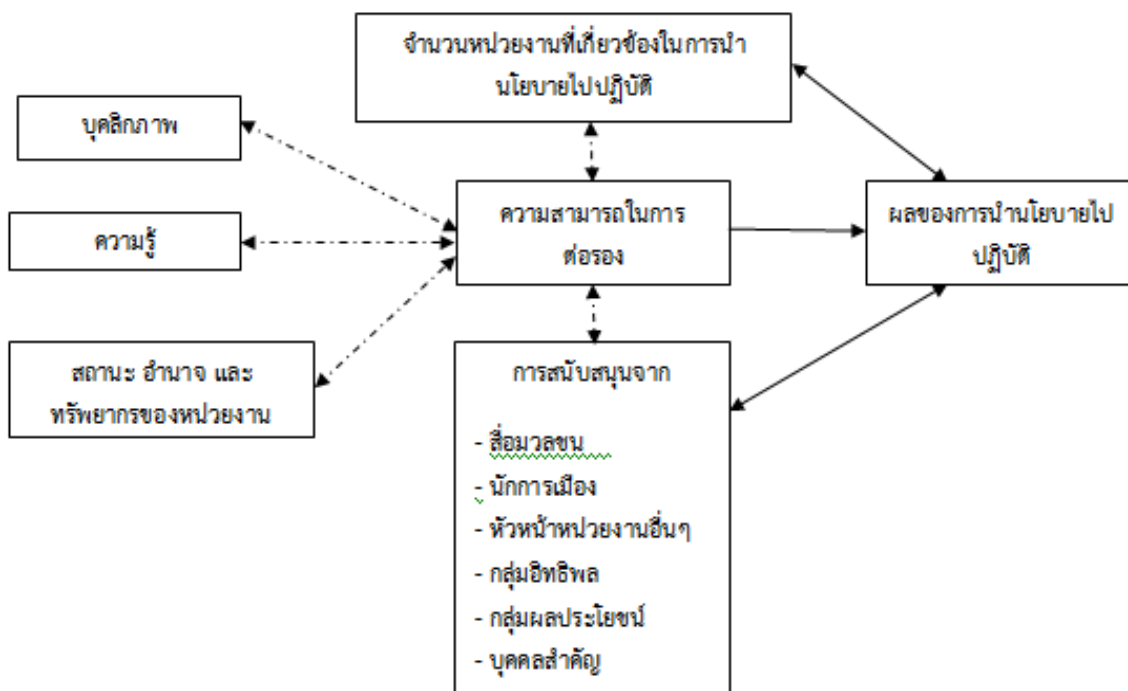 จำนวนหน่วยงานที่เกี่ยวข้องในการนำ
นโยบายไปปฏิบัติ
บุคลิกภาพ
ความสามารถในการ
ต่อรอง
ผลของการนำนโยบายไป
ปฏิบัติ
ความรู้
สถานะ อำนาจ และ
ทรัพยากรของหน่วยงาน
การสนับสนุนจาก
- สื่อมวลชน
- นักการเมือง
- หัวหน้าหน่วยงานอื่นๆ
- กลุ่มอิทธิพล
- กลุ่มผลประโยชน์
- บุคคลสำคัญ